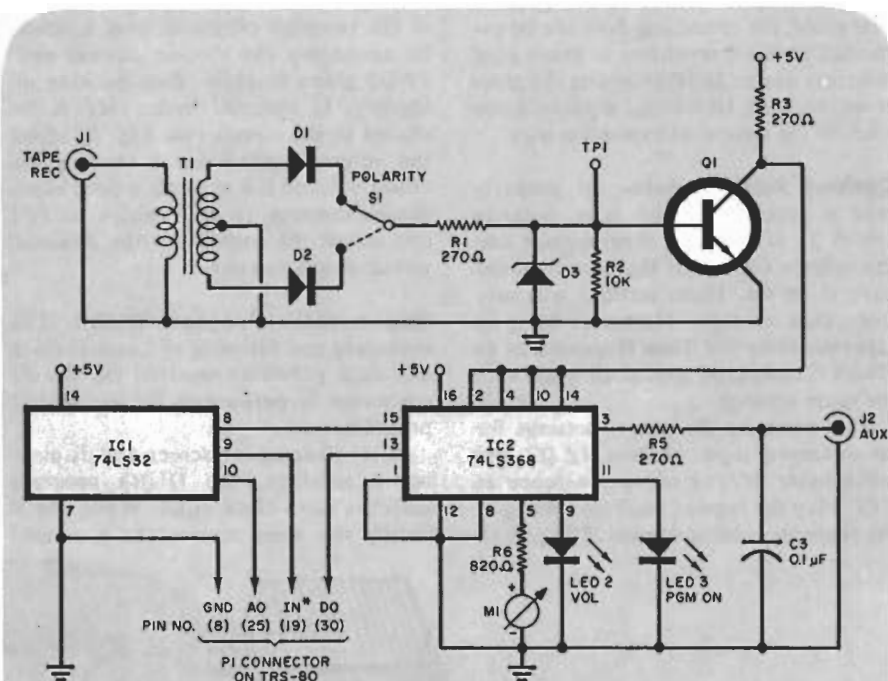 +5V
J1
TAPE
REC
T1
D1
POLARITY
S1
D2
R1
270Ω
D3
TP1
R2
10K
Q1
R3
270Ω
+5V
14
IC1
74LS32
8
9
10
7
+5V
16
2
4
10
14
15
13
1
IC2
74LS368
3
11
12
8
5
9
R5
270Ω
J2
AUX
R6
820Ω
M1
+
-
LED 2
VOL
LED 3
PGM ON
C3
0.1 µF
GND AO IN* DO
PIN NO. (8) (25) (19) (30)
P1 CONNECTOR
ON TRS-80